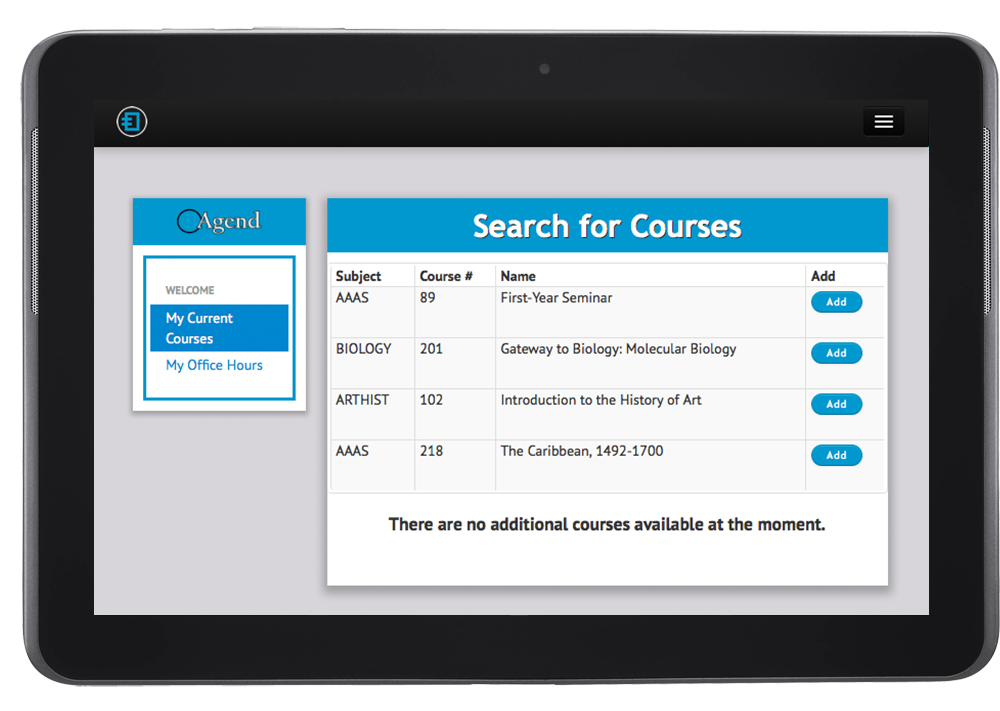 Agend
WELCOME
My Current
Courses
My Office Hours
Search for Courses
Subject Course # Name Add
AAAS 89 First-Year Seminar Add
BIOLOGY 201 Gateway to Biology: Molecular Biology Add
ARTHIST 102 Introduction to the History of Art Add
AAAS 218 The Caribbean, 1492-1700 Add
There are no additional courses available at the moment.